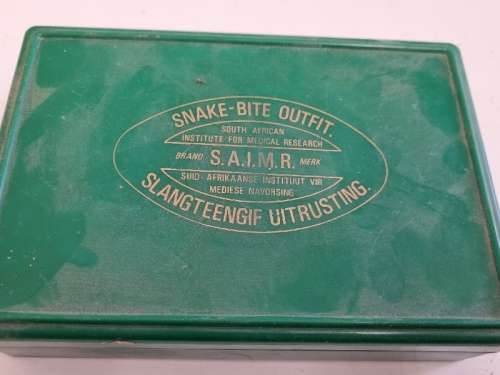 SNAKE-BITE OUTFIT.
SOUTH AFRICAN
INSTITUTE FOR MEDICAL RESEARCH
BRAND S.A.I.M.R. MERK
SUID-AFRIKAANSE INSTITUUT VIR
MEDIESE NAVORSING
SLANGTEENGIF UITRUSTING.